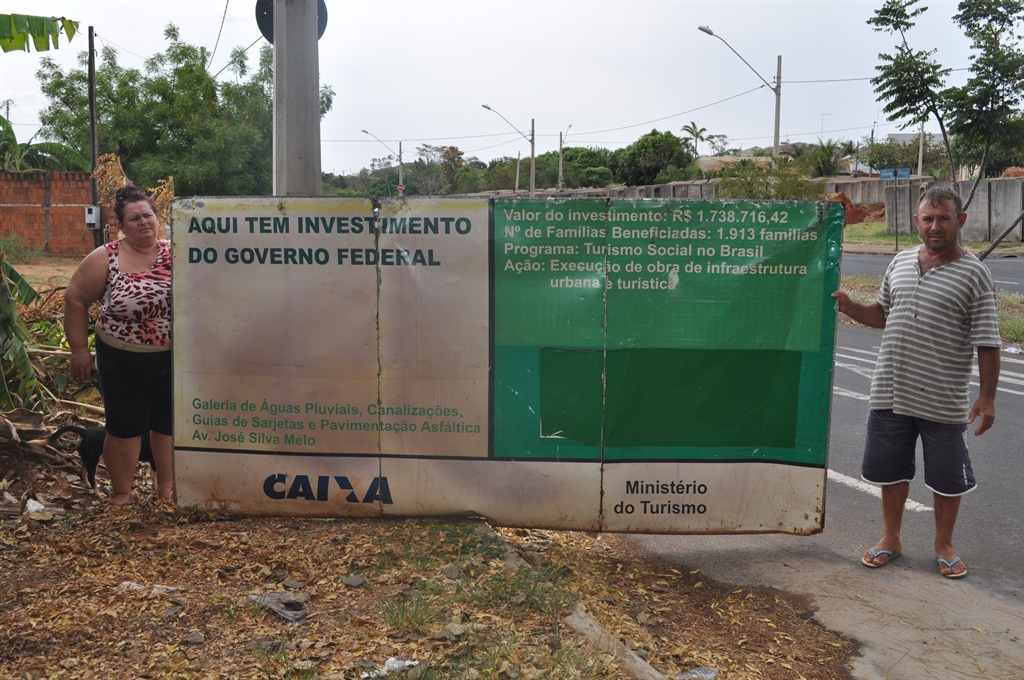 AQUI TEM INVESTIMENTO
DO GOVERNO FEDERAL
Galeria de Águas Pluviais, Canalizações,
Guias de Sarjetas e Pavimentação Asfáltica
Av. José Silva Melo
Valor do investimento: R$ 1.738.716,42
Nº de Famílias Beneficiadas: 1.913 famílias
Programa: Turismo Social no Brasil
Ação: Execução de obra de infraestrutura
urbana e turística
CAIXA
Ministério
do Turismo